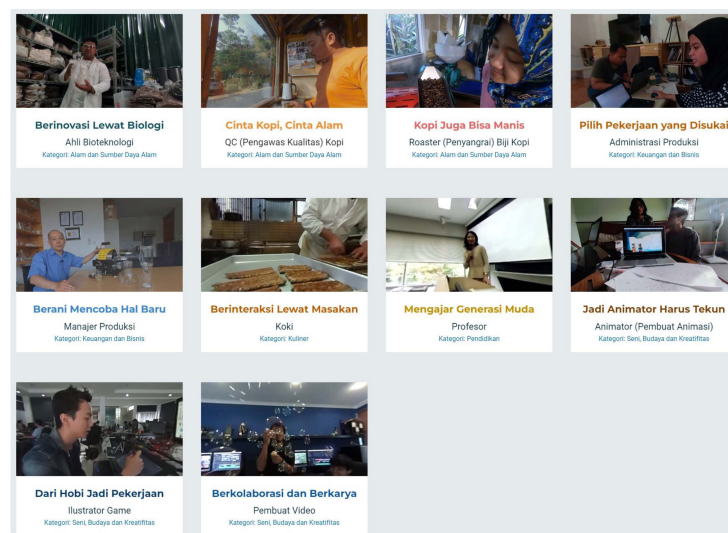 Berinovasi Lewat Biologi
Ahli Bioteknologi
Kategori: Alam dan Sumber Daya Alam
Cinta Kopi, Cinta Alam
QC (Pengawas Kualitas) Kopi
Kategori: Alam dan Sumber Daya Alam
Kopi Juga Bisa Manis
Roaster (Penyangrai) Biji Kopi
Kategori: Alam dan Sumber Daya Alam
Pilih Pekerjaan yang Disukai
Administrasi Produksi
Kategori: Keuangan dan Bisnis
Berani Mencoba Hal Baru
Manajer Produksi
Kategori: Keuangan dan Bisnis
Berinteraksi Lewat Masakan
Koki
Kategori: Kuliner
Mengajar Generasi Muda
Profesor
Kategori: Pendidikan
Jadi Animator Harus Tekun
Animator (Pembuat Animasi)
Kategori: Seni, Budaya dan Kreatifitas
Dari Hobi Jadi Pekerjaan
Ilustrator Game
Kategori: Seni, Budaya dan Kreatifitas
Berkolaborasi dan Berkarya
Pembuat Video
Kategori: Seni, Budaya dan Kreatifitas